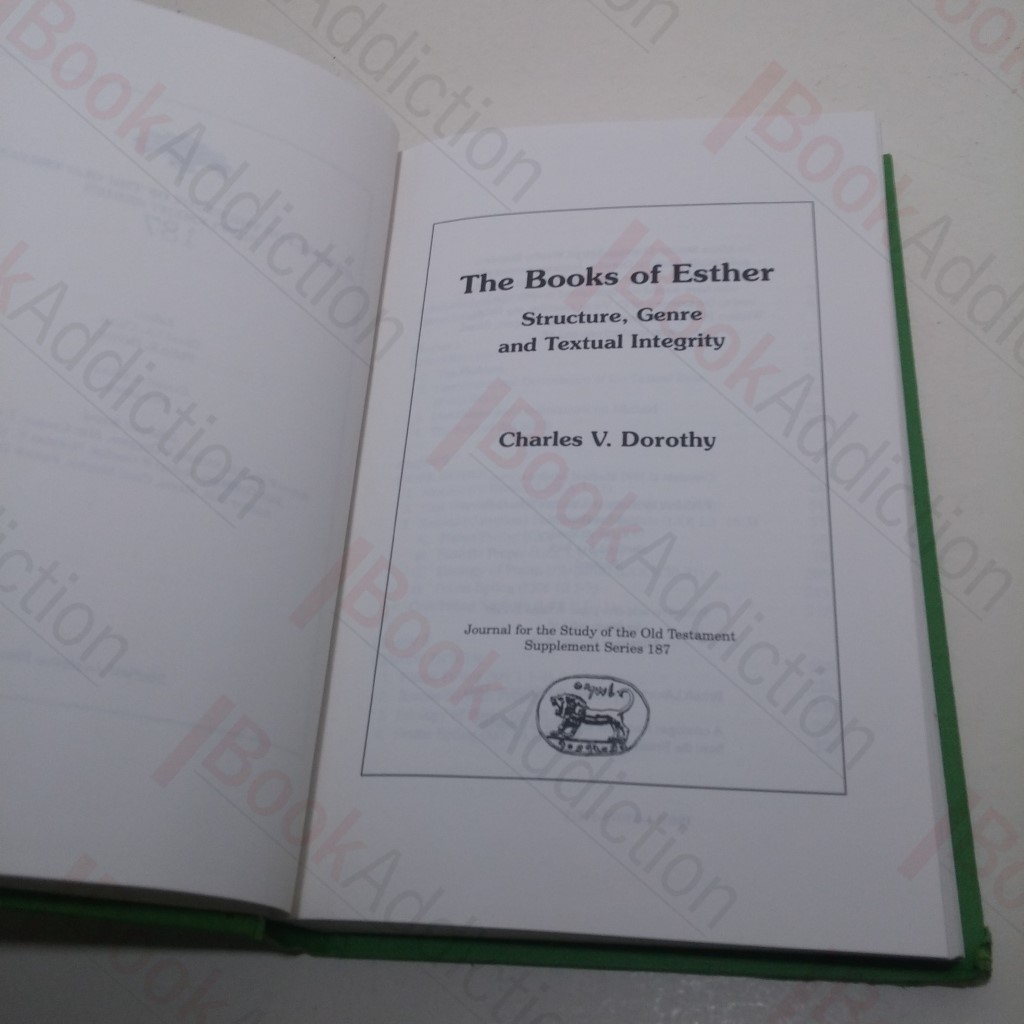 The Books of Esther
Structure, Genre
and Textual Integrity
Charles V. Dorothy
Journal for the Study of the Old Testament
Supplement Series 187
BookAddiction